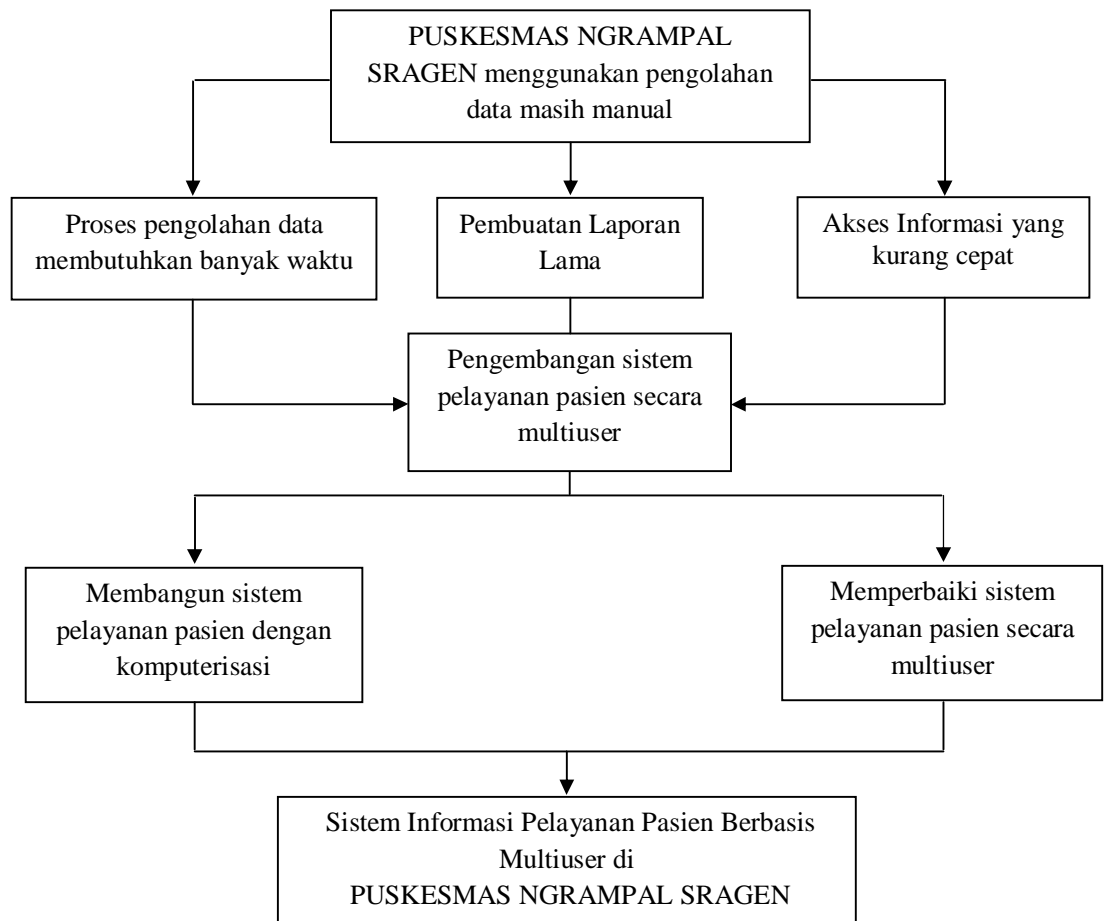 PUSKESMAS NGRAMPAL
SRAGEN menggunakan pengolahan
data masih manual
Proses pengolahan data
membutuhkan banyak waktu
Pembuatan Laporan
Lama
Akses Informasi yang
kurang cepat
Pengembangan sistem
pelayanan pasien secara
multiuser
Membangun sistem
pelayanan pasien dengan
komputerisasi
Memperbaiki sistem
pelayanan pasien secara
multiuser
Sistem Informasi Pelayanan Pasien Berbasis
Multiuser di
PUSKESMAS NGRAMPAL SRAGEN